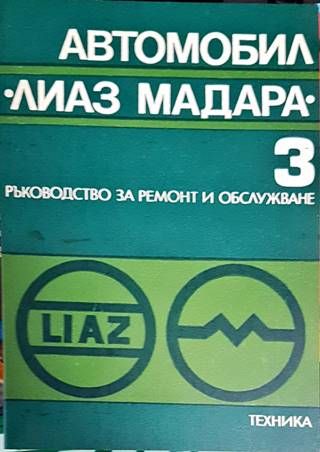 АВТОМОБИЛ
·ЛИАЗ МАДАРА·
3
РЪКОВОДСТВО ЗА РЕМОНТ И ОБСЛУЖВАНЕ
LIAZ
ТЕХНИКА